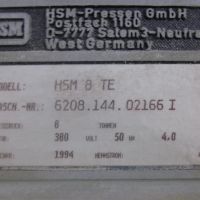 HSM
HSM-Pressen GmbH
Postfach 1160
D-7777 Salem3-Neufra
West Germany
MODELL: HSM 8 TE
MASCH.-NR.: 6208.144.02166 I
8 TONNEN
380 VOLT 50 4.0
1994